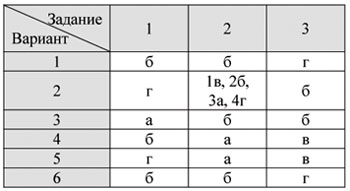 Задание
Вариант
1 2 3
1 б б г
2 г 1в, 2б, б
3а, 4г
3 а б б
4 б а в
5 г а в
6 б б г